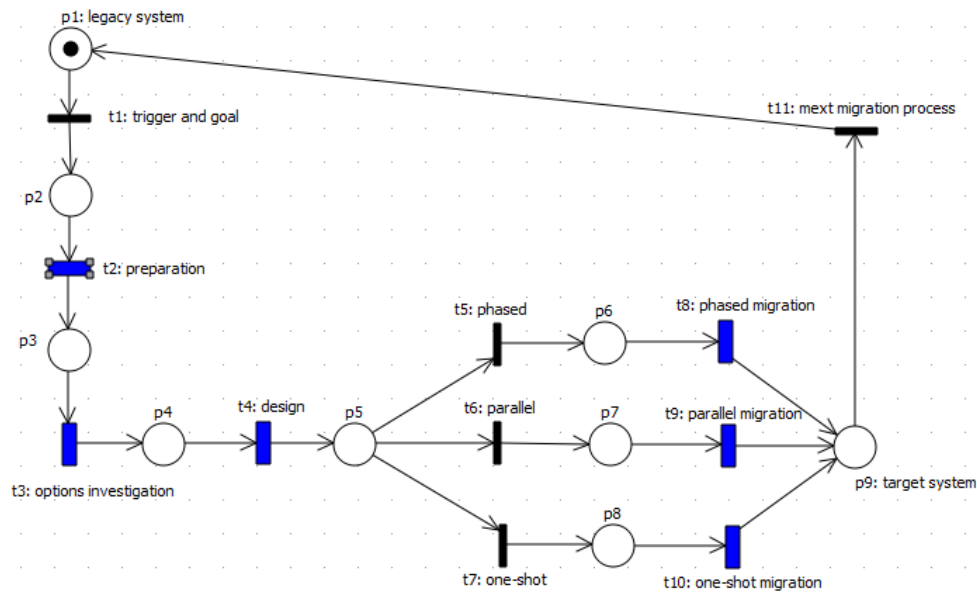 p1: legacy system
t11: mext migration process
t1: trigger and goal
p2
t2: preparation
t5: phased
p6
t8: phased migration
p3
p4
t4: design
p5
t6: parallel
p7
t9: parallel migration
p9: target system
t3: options investigation
p8
t7: one-shot
t10: one-shot migration